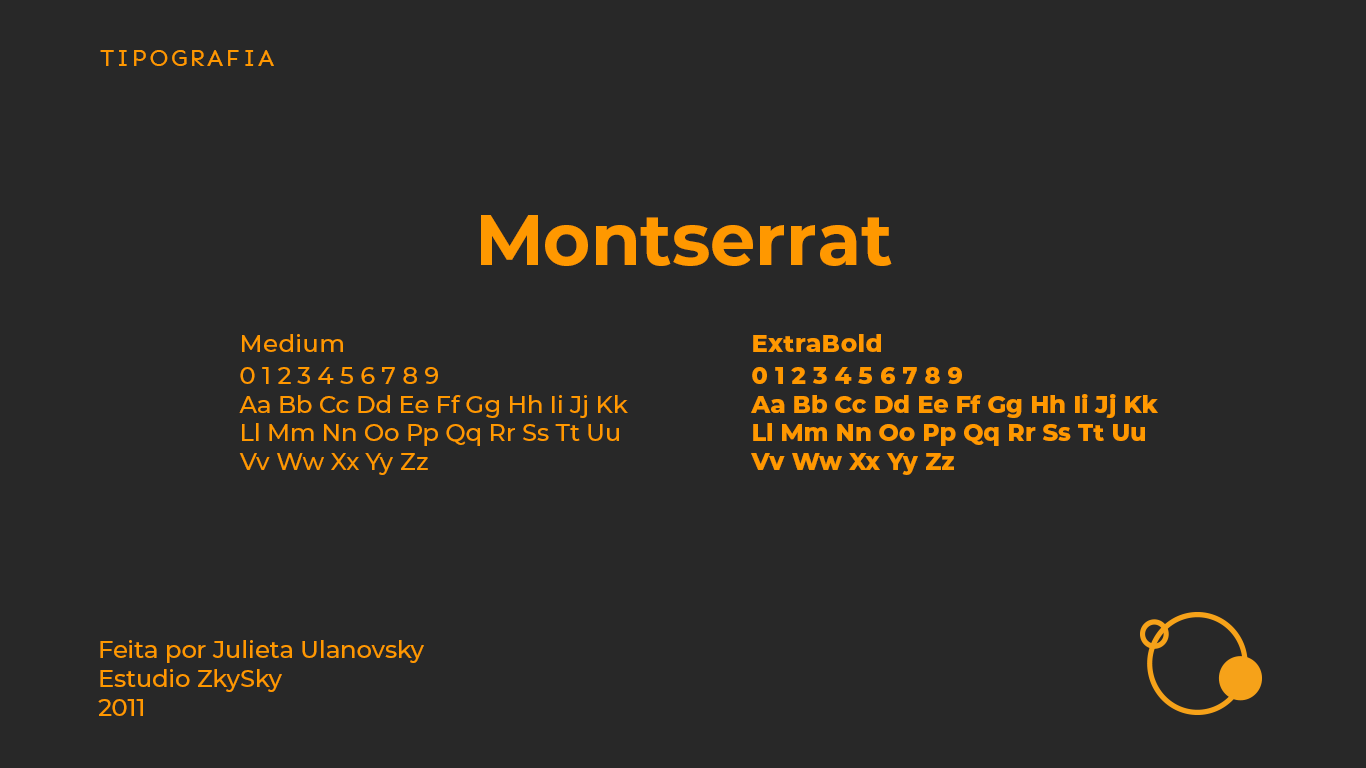 TIPOGRAFIA
Montserrat
Medium
0 1 2 3 4 5 6 7 8 9
Aa Bb Cc Dd Ee Ff Gg Hh Ii Jj Kk
Ll Mm Nn Oo Pp Qq Rr Ss Tt Uu
Vv Ww Xx Yy Zz
ExtraBold
0 1 2 3 4 5 6 7 8 9
Aa Bb Cc Dd Ee Ff Gg Hh Ii Jj Kk
Ll Mm Nn Oo Pp Qq Rr Ss Tt Uu
Vv Ww Xx Yy Zz
Feita por Julieta Ulanovsky
Estudio ZkySky
2011